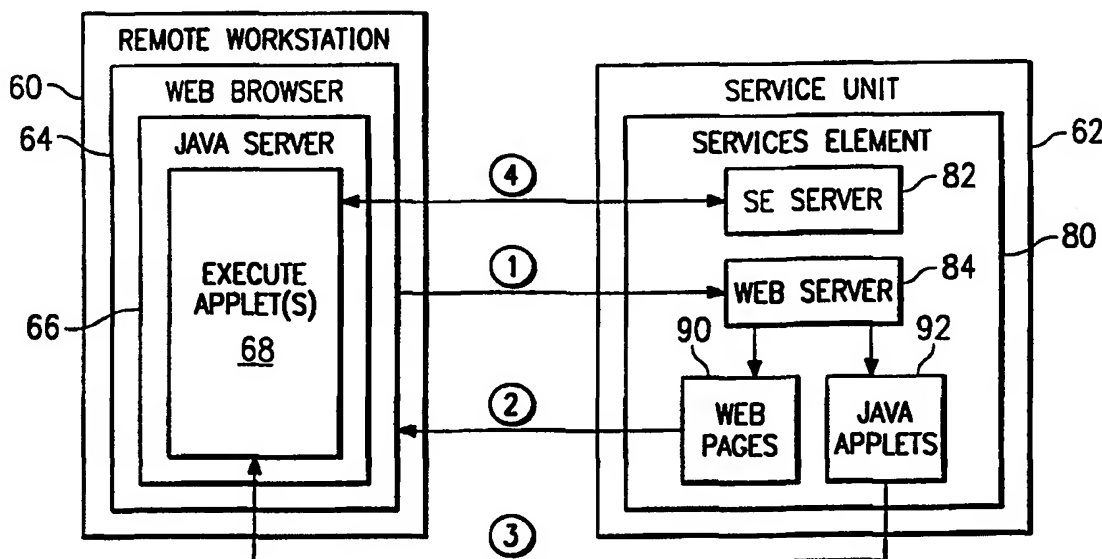 REMOTE WORKSTATION
60
WEB BROWSER
64
JAVA SERVER
EXECUTE
APPLET(S)
68
66
4
1
2
3
SERVICE UNIT
62
SERVICES ELEMENT
SE SERVER
82
80
WEB SERVER
84
90
WEB
PAGES
92
JAVA
APPLETS